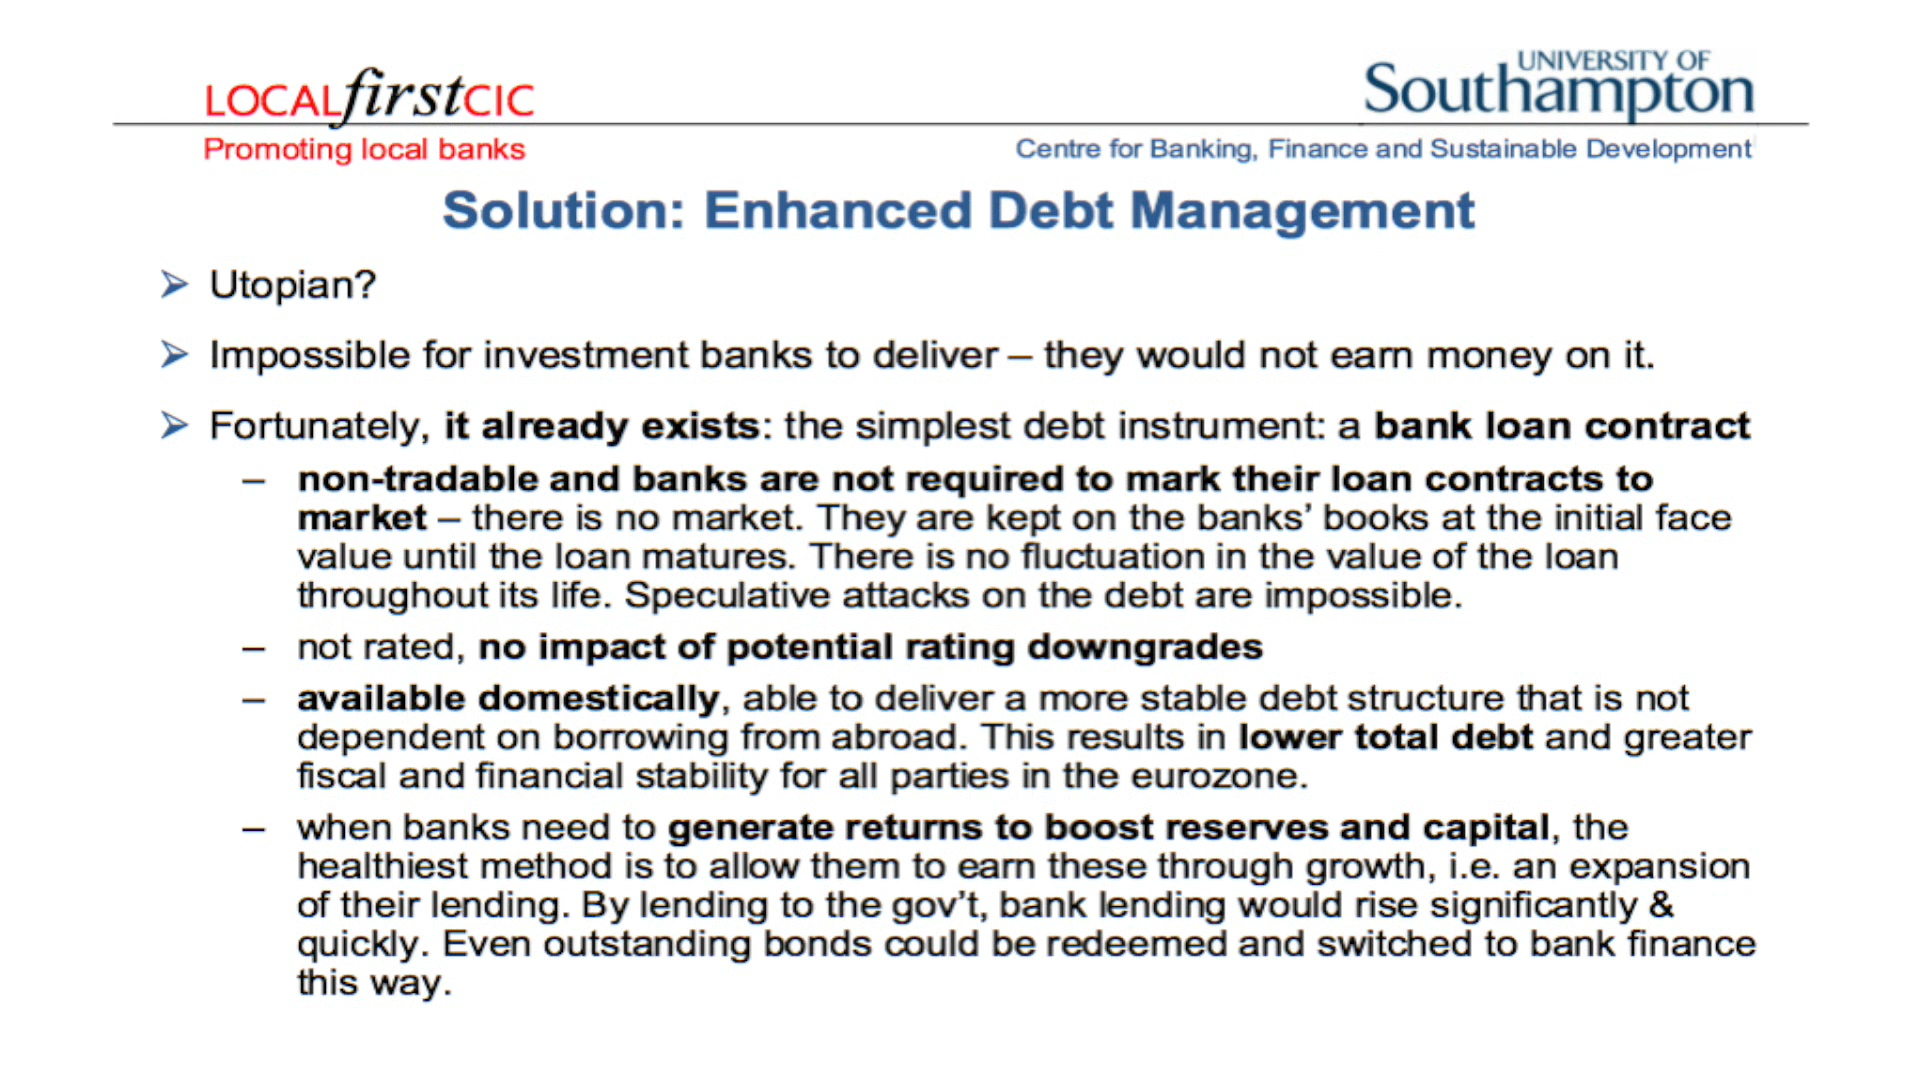 LOCALfirstCIC
UNIVERSITY OF
Southampton
Promoting local banks
Centre for Banking, Finance and Sustainable Development
Solution: Enhanced Debt Management
➢ Utopian?
➢ Impossible for investment banks to deliver – they would not earn money on it.
➢ Fortunately, it already exists: the simplest debt instrument: a bank loan contract
– non-tradable and banks are not required to mark their loan contracts to
market – there is no market. They are kept on the banks’ books at the initial face
value until the loan matures. There is no fluctuation in the value of the loan
throughout its life. Speculative attacks on the debt are impossible.
– not rated, no impact of potential rating downgrades
– available domestically, able to deliver a more stable debt structure that is not
dependent on borrowing from abroad. This results in lower total debt and greater
fiscal and financial stability for all parties in the eurozone.
– when banks need to generate returns to boost reserves and capital, the
healthiest method is to allow them to earn these through growth, i.e. an expansion
of their lending. By lending to the gov’t, bank lending would rise significantly &
quickly. Even outstanding bonds could be redeemed and switched to bank finance
this way.